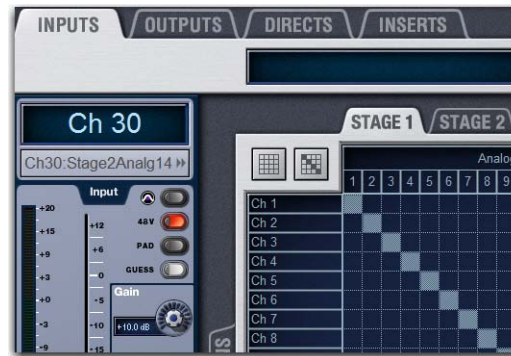 INPUTS OUTPUTS DIRECTS INSERTS
Ch 30
Ch30:Stage2Analg14
STAGE 1 STAGE 2
Analo
1 2 3 4 5 6 7 8 9
Input
48V
PAD
GUESS
Gain
+10.0 dB
+20
+15
+9
+3
+0
-3
-9
+12
+6
0
-5
-10
-15
Ch 1
Ch 2
Ch 3
Ch 4
Ch 5
Ch 6
Ch 7
Ch 8